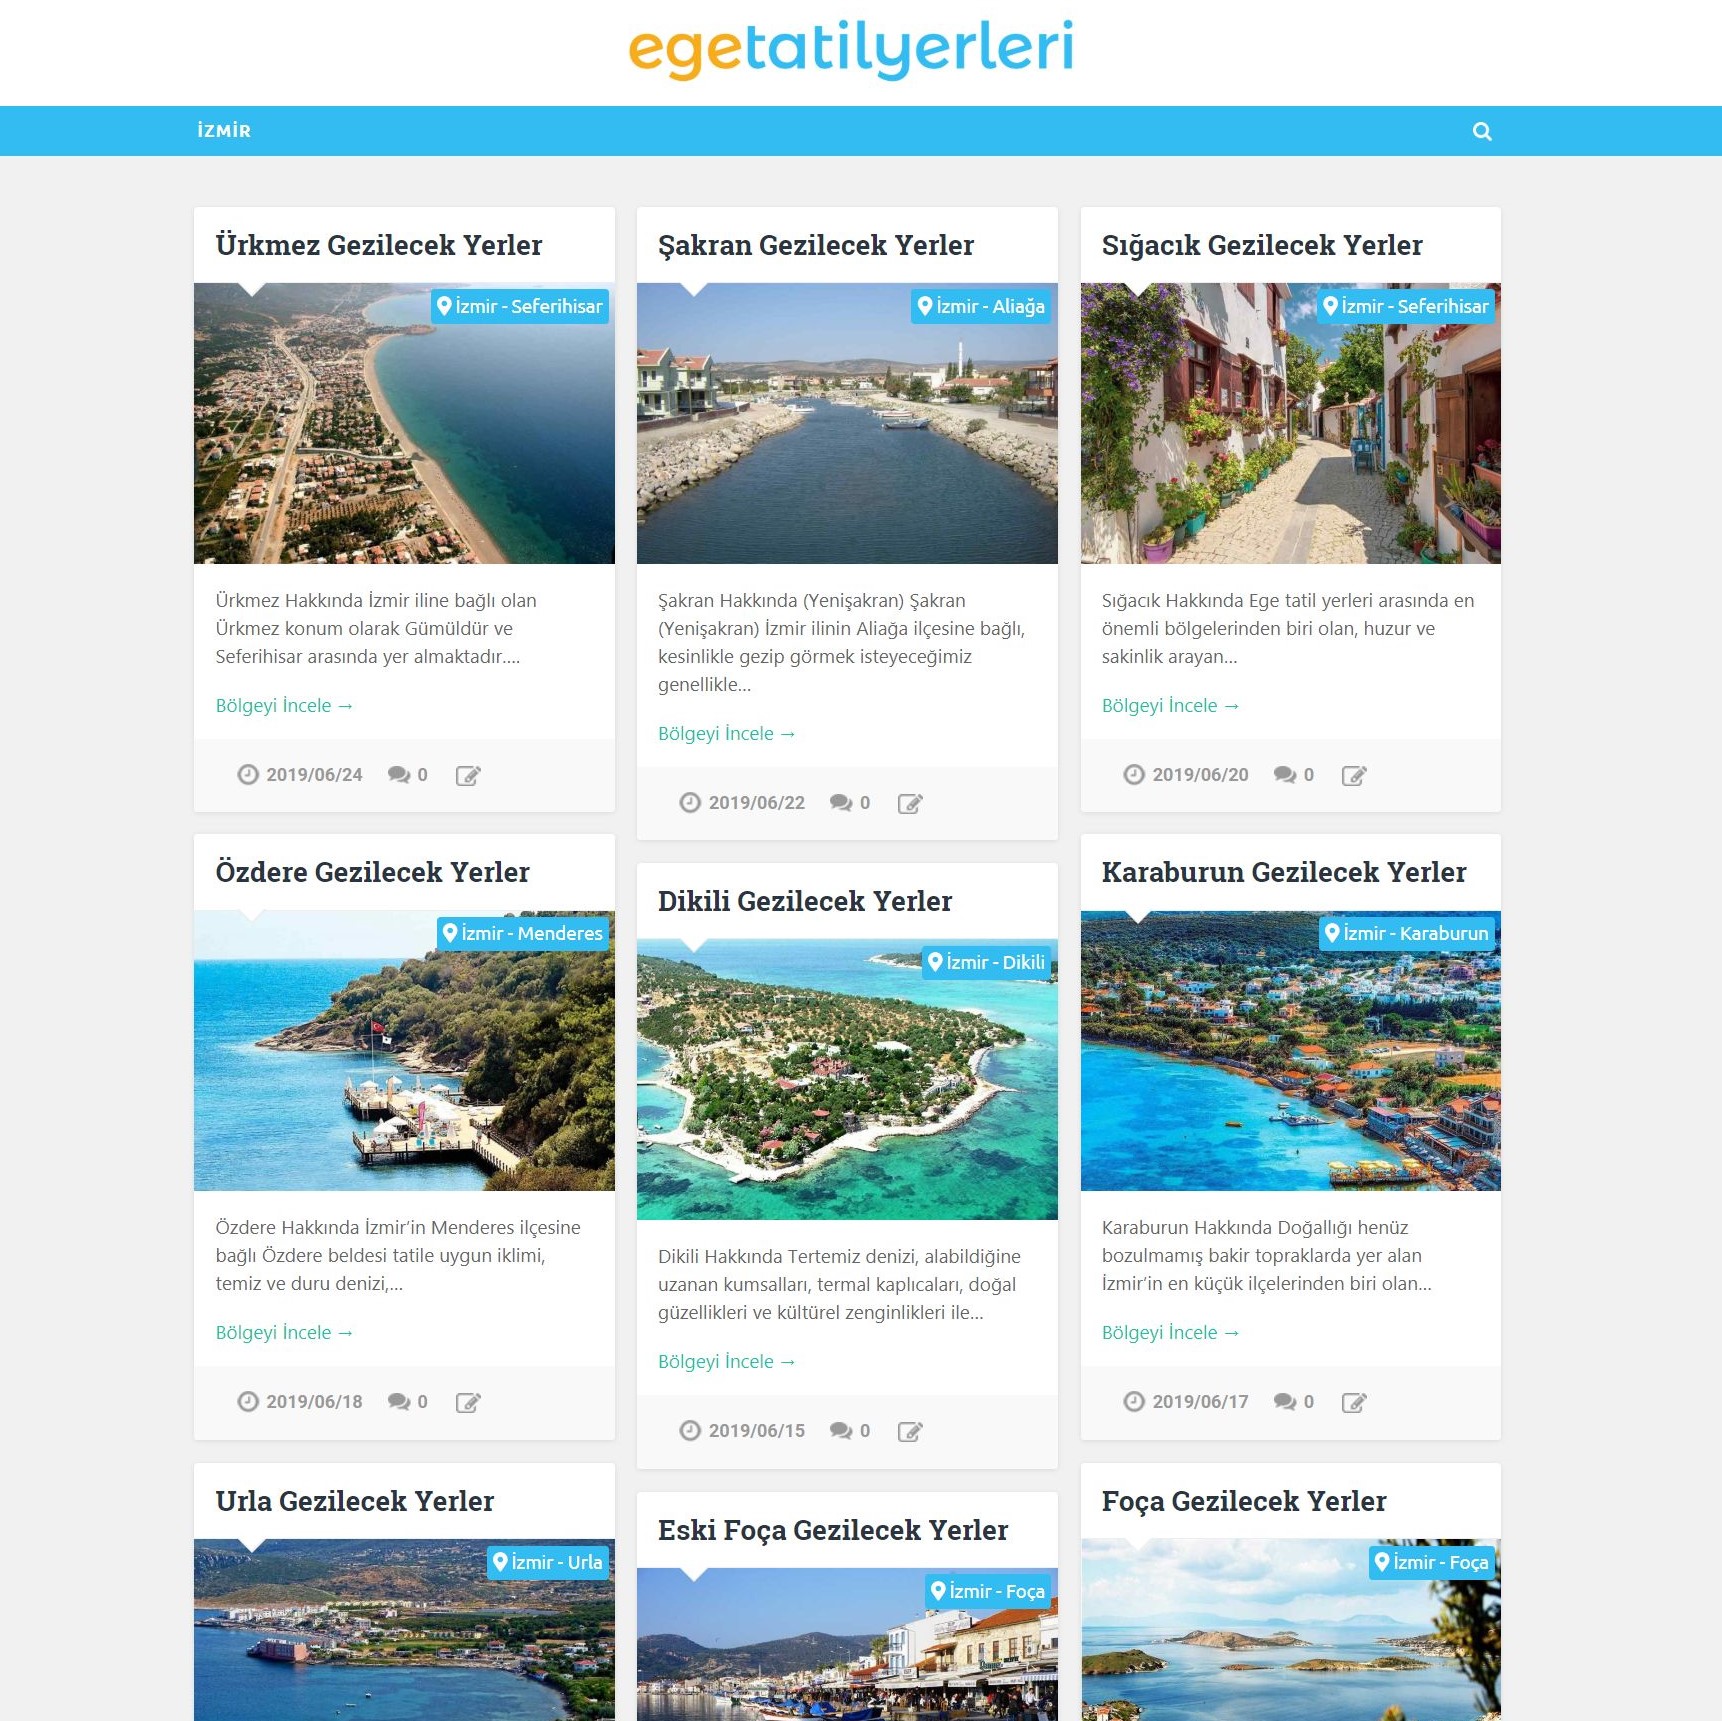 egetatilyerleri
İZMİR
Ürkmez Gezilecek Yerler
İzmir - Seferihisar
Ürkmez Hakkında İzmir iline bağlı olan
Ürkmez konum olarak Gümüldür ve
Seferihisar arasında yer almaktadır....
Bölgeyi İncele →
2019/06/24 0
Şakran Gezilecek Yerler
İzmir - Aliağa
Şakran Hakkında (Yenişakran) Şakran
(Yenişakran) İzmir ilinin Aliağa ilçesine bağlı,
kesinlikle gezip görmek isteyeceğimiz
genellikle...
Bölgeyi İncele →
2019/06/22 0
Sığacık Gezilecek Yerler
İzmir - Seferihisar
Sığacık Hakkında Ege tatil yerleri arasında en
önemli bölgelerinden biri olan, huzur ve
sakinlik arayan...
Bölgeyi İncele →
2019/06/20 0
Özdere Gezilecek Yerler
İzmir - Menderes
Özdere Hakkında İzmir’in Menderes ilçesine
bağlı Özdere beldesi tatile uygun iklimi,
temiz ve duru denizi,...
Bölgeyi İncele →
2019/06/18 0
Dikili Gezilecek Yerler
İzmir - Dikili
Dikili Hakkında Tertemiz denizi, alabildiğine
uzanan kumsalları, termal kaplıcaları, doğal
güzellikleri ve kültürel zenginlikleri ile...
Bölgeyi İncele →
2019/06/15 0
Karaburun Gezilecek Yerler
İzmir - Karaburun
Karaburun Hakkında Doğallığı henüz
bozulmamış bakir topraklarda yer alan
İzmir’in en küçük ilçelerinden biri olan...
Bölgeyi İncele →
2019/06/17 0
Urla Gezilecek Yerler
İzmir - Urla
Eski Foça Gezilecek Yerler
İzmir - Foça
Foça Gezilecek Yerler
İzmir - Foça